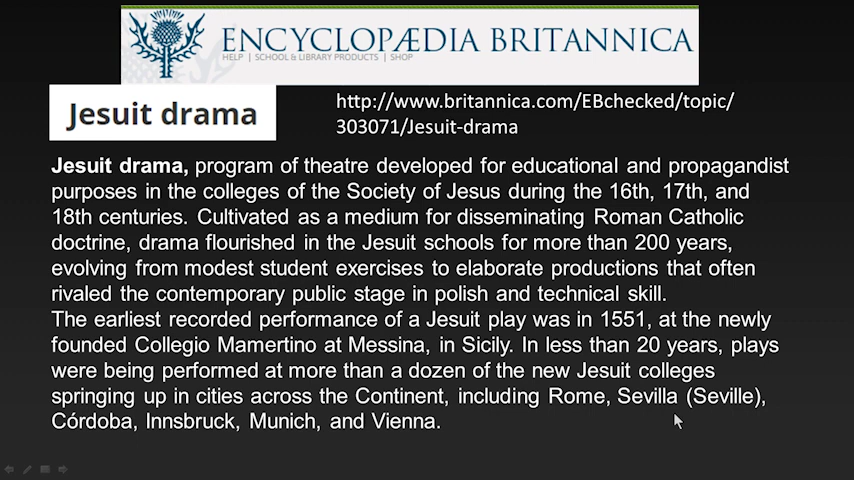 ENCYCLOPÆDIA BRITANNICA
HELP | SCHOOL & LIBRARY PRODUCTS | SHOP
Jesuit drama
http://www.britannica.com/EBchecked/topic/
303071/Jesuit-drama
Jesuit drama, program of theatre developed for educational and propagandist
purposes in the colleges of the Society of Jesus during the 16th, 17th, and
18th centuries. Cultivated as a medium for disseminating Roman Catholic
doctrine, drama flourished in the Jesuit schools for more than 200 years,
evolving from modest student exercises to elaborate productions that often
rivaled the contemporary public stage in polish and technical skill.
The earliest recorded performance of a Jesuit play was in 1551, at the newly
founded Collegio Mamertino at Messina, in Sicily. In less than 20 years, plays
were being performed at more than a dozen of the new Jesuit colleges
springing up in cities across the Continent, including Rome, Sevilla (Seville),
Córdoba, Innsbruck, Munich, and Vienna.